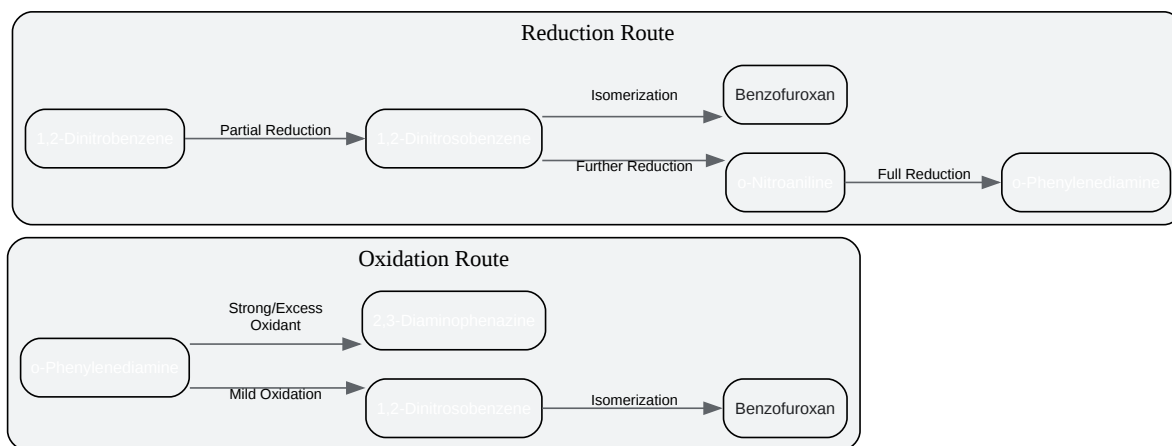 Reduction Route
1,2-Dinitrobenzene
Partial Reduction
1,2-Dinitrosobenzene
Isomerization
Benzofuroxan
Further Reduction
o-Nitroaniline
Full Reduction
o-Phenylenediamine
Oxidation Route
o-Phenylenediamine
Strong/Excess
Oxidant
2,3-Diaminophenazine
Mild Oxidation
1,2-Dinitrosobenzene
Isomerization
Benzofuroxan